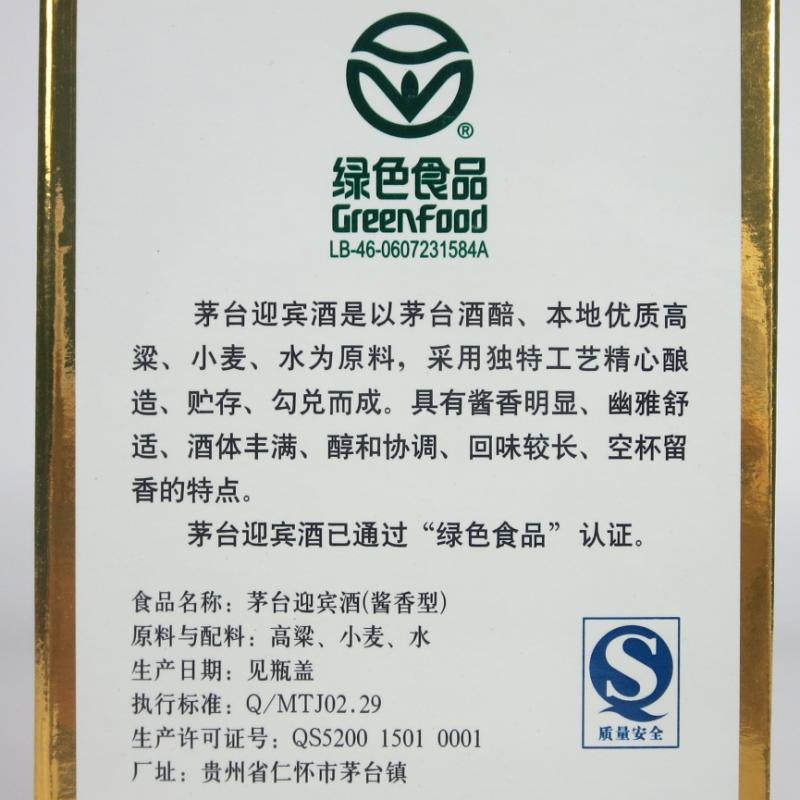 ®
绿色食品
Greenfood
LB-46-0607231584A
茅台迎宾酒是以茅台酒醅、本地优质高
粱、小麦、水为原料，采用独特工艺精心酿
造、贮存、勾兑而成。具有酱香明显、幽雅舒
适、酒体丰满、醇和协调、回味较长、空杯留
香的特点。
茅台迎宾酒已通过“绿色食品”认证。
食品名称：茅台迎宾酒(酱香型)
原料与配料：高粱、小麦、水
生产日期：见瓶盖
执行标准：Q/MTJ02.29
生产许可证号：QS5200 1501 0001
厂址：贵州省仁怀市茅台镇
S
质量安全